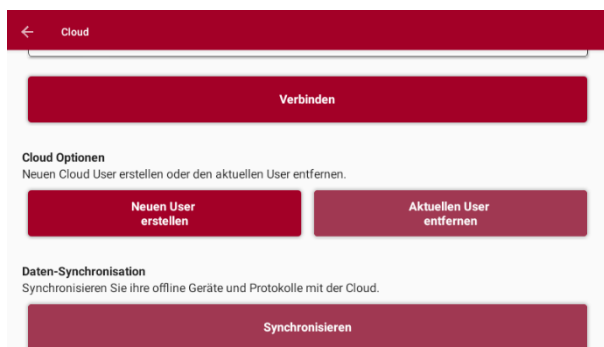 Cloud
Verbinden
Cloud Optionen
Neuen Cloud User erstellen oder den aktuellen User entfernen.
Neuen User
erstellen
Aktuellen User
entfernen
Daten-Synchronisation
Synchronisieren Sie ihre offline Geräte und Protokolle mit der Cloud.
Synchronisieren